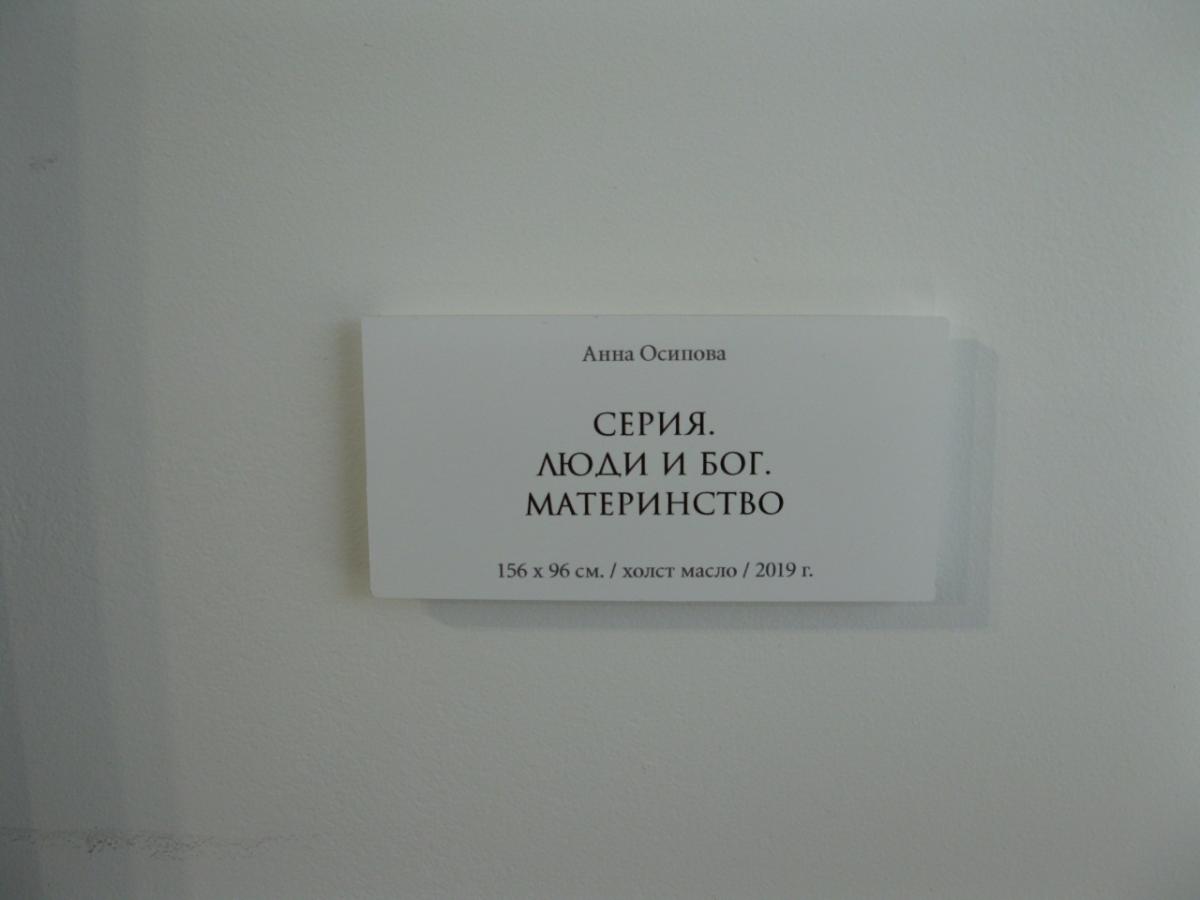 Анна Осипова
СЕРИЯ.
ЛЮДИ И БОГ.
МАТЕРИНСТВО
156 х 96 см. / холст масло / 2019 г.